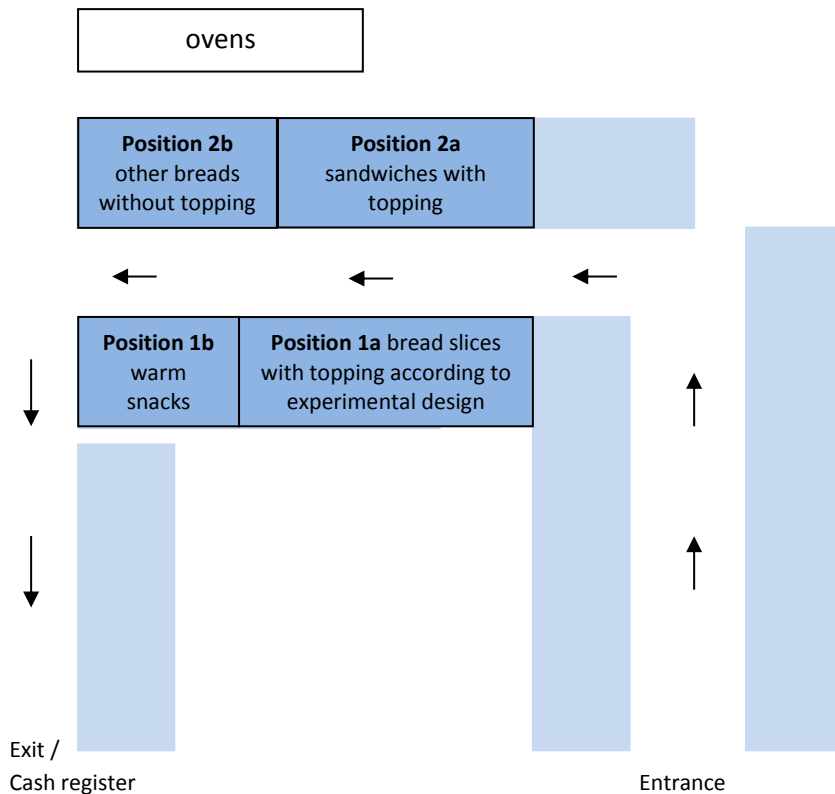 ovens
Position 2b
other breads
without topping
Position 2a
sandwiches with
topping
Position 1b
warm
snacks
Position 1a bread slices
with topping according to
experimental design
Exit /
Cash register
Entrance